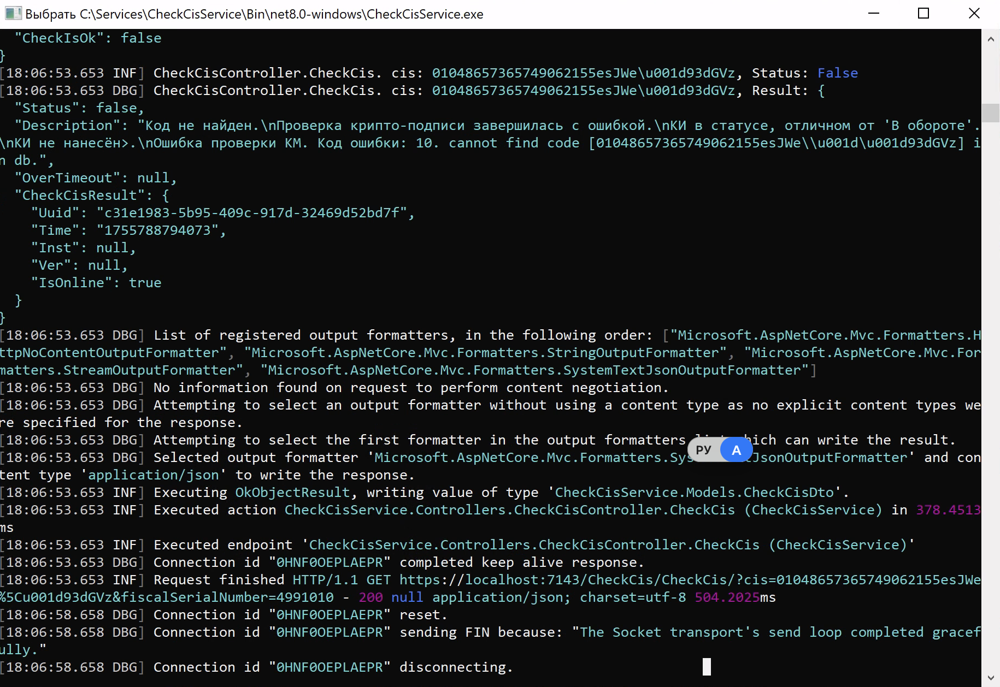 Выбрать C:\Services\CheckCisService\Bin\net8.0-windows\CheckCisService.exe
"CheckIsOk": false
}
[18:06:53.653 INF] CheckCisController.CheckCis. cis: 01048657365749062155esJWe\u001d93dGVz, Status: False
[18:06:53.653 DBG] CheckCisController.CheckCis. cis: 01048657365749062155esJWe\u001d93dGVz, Result: {
"Status": false,
"Description": "Код не найден.\nПроверка крипто-подписи завершилась с ошибкой.\nКИ в статусе, отличном от 'В обороте'.
\nКИ не нанесён>.\nОшибка проверки КМ. Код ошибки: 10. cannot find code [01048657365749062155esJWe\\u001d\u001d93dGVz] i
n db.",
"OverTimeout": null,
"CheckCisResult": {
"Uuid": "c31e1983-5b95-409c-917d-32469d52bd7f",
"Time": "1755788794073",
"Inst": null,
"Ver": null,
"IsOnline": true
}
}
[18:06:53.653 DBG] List of registered output formatters, in the following order: ["Microsoft.AspNetCore.Mvc.Formatters.H
ttpNoContentOutputFormatter", "Microsoft.AspNetCore.Mvc.Formatters.StringOutputFormatter", "Microsoft.AspNetCore.Mvc.For
matters.StreamOutputFormatter", "Microsoft.AspNetCore.Mvc.Formatters.SystemTextJsonOutputFormatter"]
[18:06:53.653 DBG] No information found on request to perform content negotiation.
[18:06:53.653 DBG] Attempting to select an output formatter without using a content type as no explicit content types we
re specified for the response.
[18:06:53.653 DBG] Attempting to select the first formatter in the output formatters list which can write the result.
РУ A
[18:06:53.653 DBG] Selected output formatter 'Microsoft.AspNetCore.Mvc.Formatters.SystemTextJsonOutputFormatter' and con
tent type 'application/json' to write the response.
[18:06:53.653 INF] Executing OkObjectResult, writing value of type 'CheckCisService.Models.CheckCisDto'.
[18:06:53.653 INF] Executed action CheckCisService.Controllers.CheckCisController.CheckCis (CheckCisService) in 378.4513
ms
[18:06:53.653 INF] Executed endpoint 'CheckCisService.Controllers.CheckCisController.CheckCis (CheckCisService)'
[18:06:53.653 DBG] Connection id "0HNF0OEPLAEPR" completed keep alive response.
[18:06:53.653 INF] Request finished HTTP/1.1 GET https://localhost:7143/CheckCis/CheckCis/?cis=01048657365749062155esJWe
%5Cu001d93dGVz&fiscalSerialNumber=4991010 - 200 null application/json; charset=utf-8 504.2025ms
[18:06:58.658 DBG] Connection id "0HNF0OEPLAEPR" reset.
[18:06:58.658 DBG] Connection id "0HNF0OEPLAEPR" sending FIN because: "The Socket transport's send loop completed gracef
ully."
[18:06:58.658 DBG] Connection id "0HNF0OEPLAEPR" disconnecting.